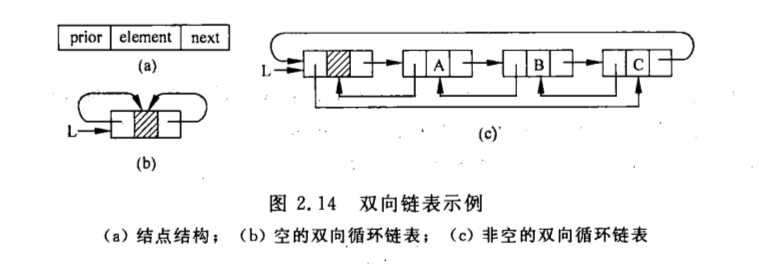 prior element next
(a)
L
(b)
L
A
B
C
(c)
图 2.14 双向链表示例
(a) 结点结构； (b) 空的双向循环链表； (c) 非空的双向循环链表